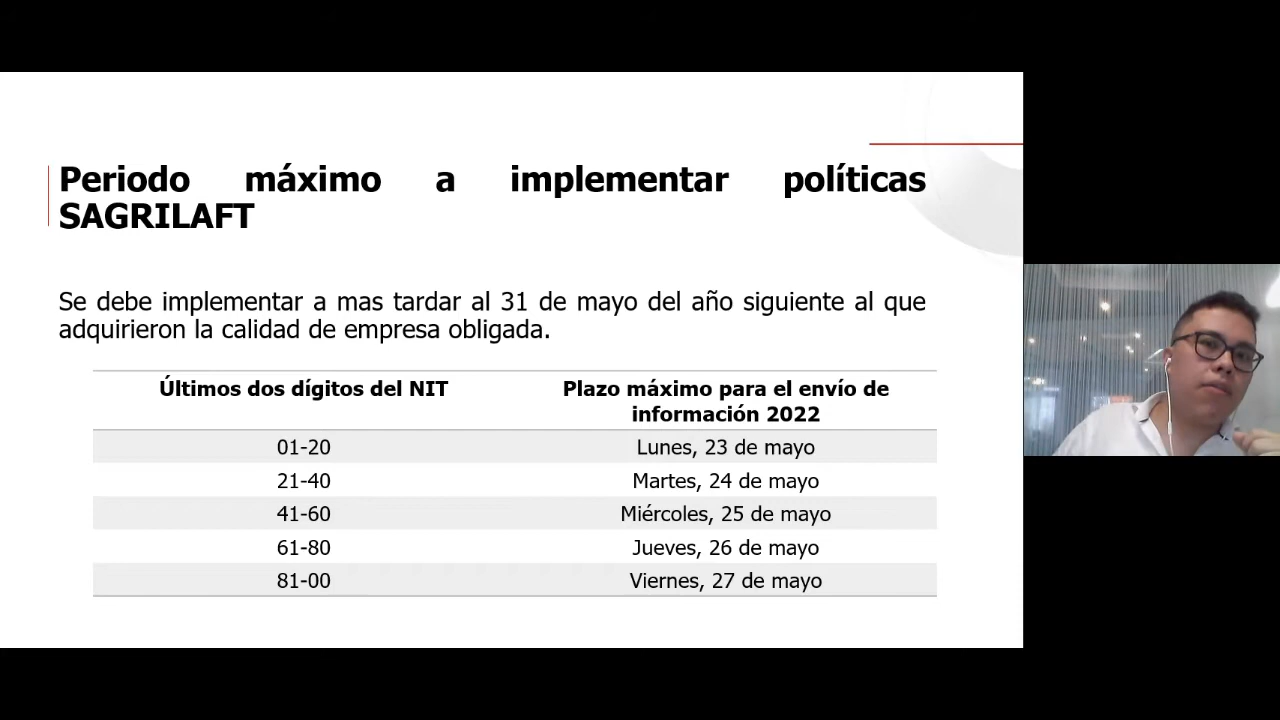 Periodo máximo a implementar políticas
SAGRILAFT
Se debe implementar a mas tardar al 31 de mayo del año siguiente al que
adquirieron la calidad de empresa obligada.
Últimos dos dígitos del NIT
Plazo máximo para el envío de
información 2022
01-20 Lunes, 23 de mayo
21-40 Martes, 24 de mayo
41-60 Miércoles, 25 de mayo
61-80 Jueves, 26 de mayo
81-00 Viernes, 27 de mayo